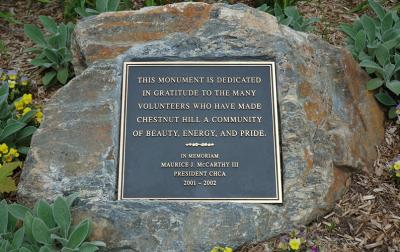 THIS MONUMENT IS DEDICATED
IN GRATITUDE TO THE MANY
VOLUNTEERS WHO HAVE MADE
CHESTNUT HILL A COMMUNITY
OF BEAUTY, ENERGY, AND PRIDE.
IN MEMORIAM
MAURICE J. McCARTHY III
PRESIDENT CHCA
2001 - 2002